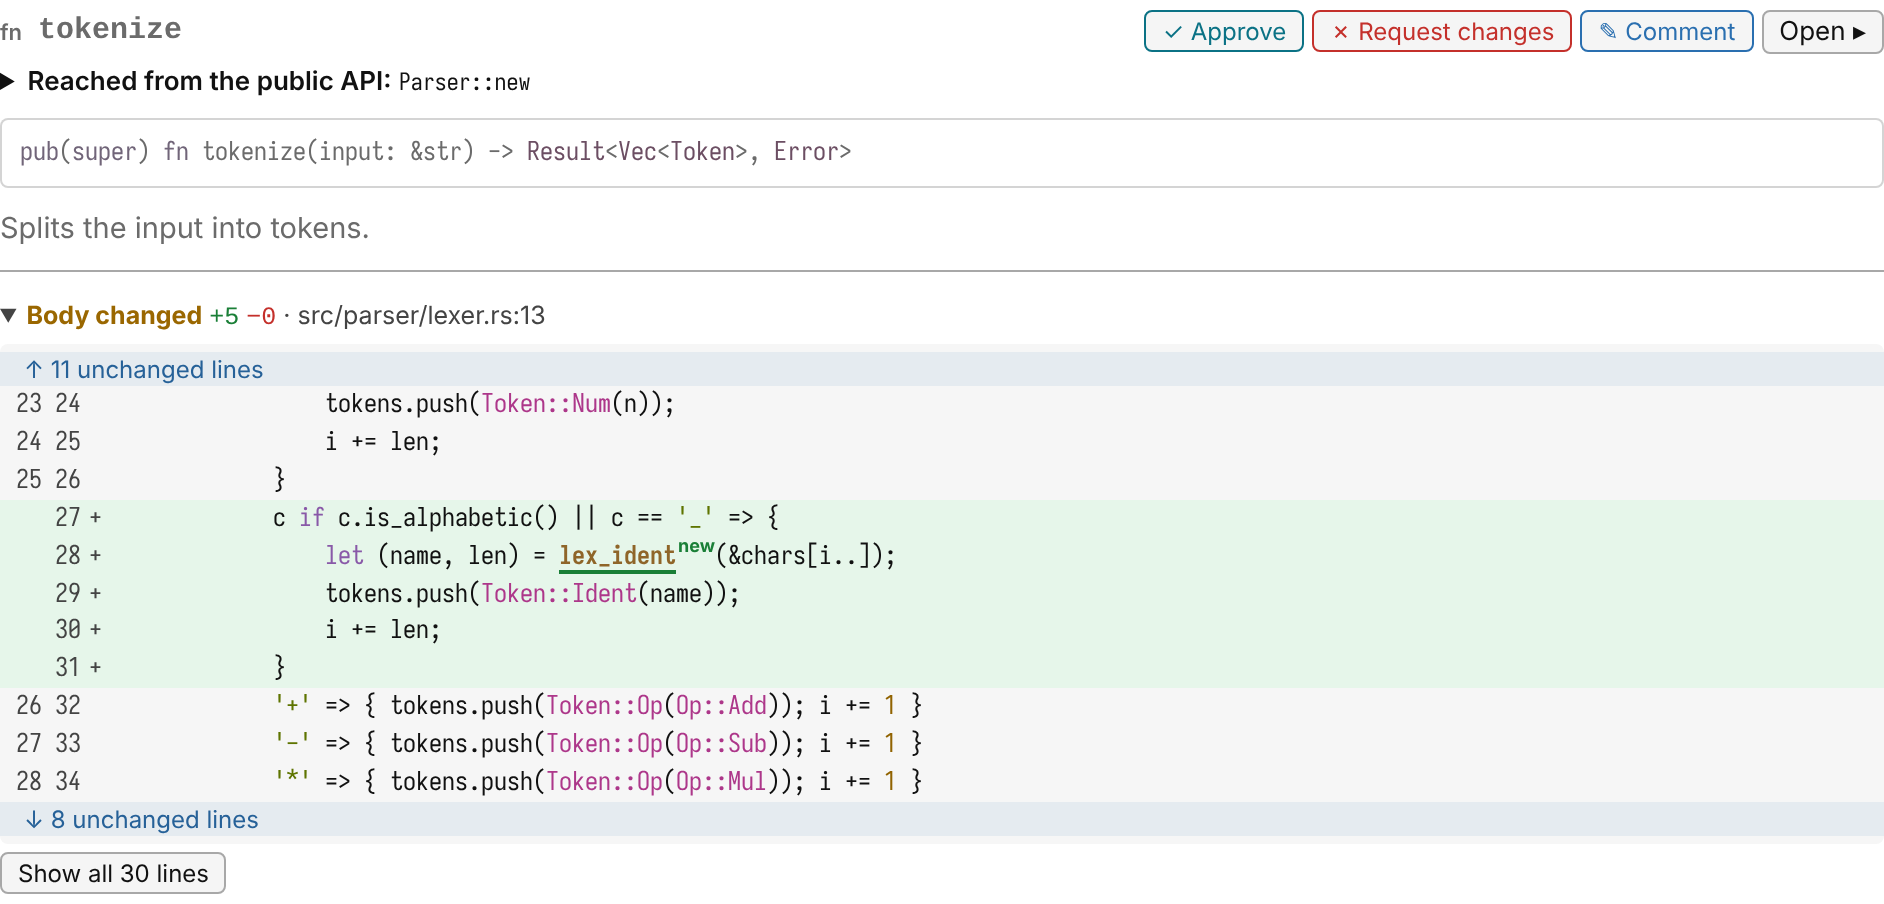 fn tokenize ✓ Approve × Request changes ✎ Comment Open ▸
▶ Reached from the public API: Parser::new
pub(super) fn tokenize(input: &str) -> Result<Vec<Token>, Error>
Splits the input into tokens.
▼ Body changed +5 −0 · src/parser/lexer.rs:13
↑ 11 unchanged lines
23 24 tokens.push(Token::Num(n));
24 25 i += len;
25 26 }
27 + c if c.is_alphabetic() || c == '_' => {
28 + let (name, len) = lex_ident new(&chars[i..]);
29 + tokens.push(Token::Ident(name));
30 + i += len;
31 + }
26 32 '+' => { tokens.push(Token::Op(Op::Add)); i += 1 }
27 33 '-' => { tokens.push(Token::Op(Op::Sub)); i += 1 }
28 34 '*' => { tokens.push(Token::Op(Op::Mul)); i += 1 }
↓ 8 unchanged lines
Show all 30 lines